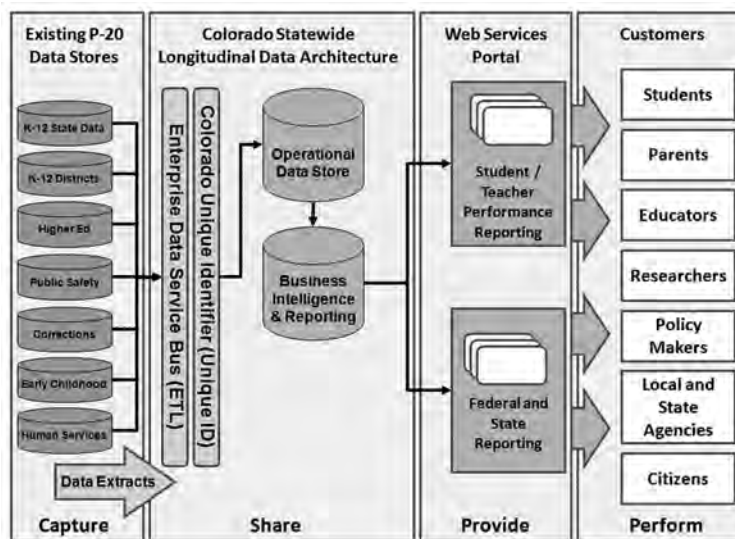 Existing P-20
Data Stores
K-12 State Data
K-12 Districts
Higher Ed
Public Safety
Corrections
Early Childhood
Human Services
Data Extracts
Capture
Colorado Statewide
Longitudinal Data Architecture
Enterprise Data Service Bus (ETL)
Colorado Unique Identifier (Unique ID)
Operational
Data Store
Business
Intelligence
& Reporting
Share
Web Services
Portal
Student /
Teacher
Performance
Reporting
Federal and
State
Reporting
Provide
Customers
Students
Parents
Educators
Researchers
Policy
Makers
Local and
State
Agencies
Citizens
Perform